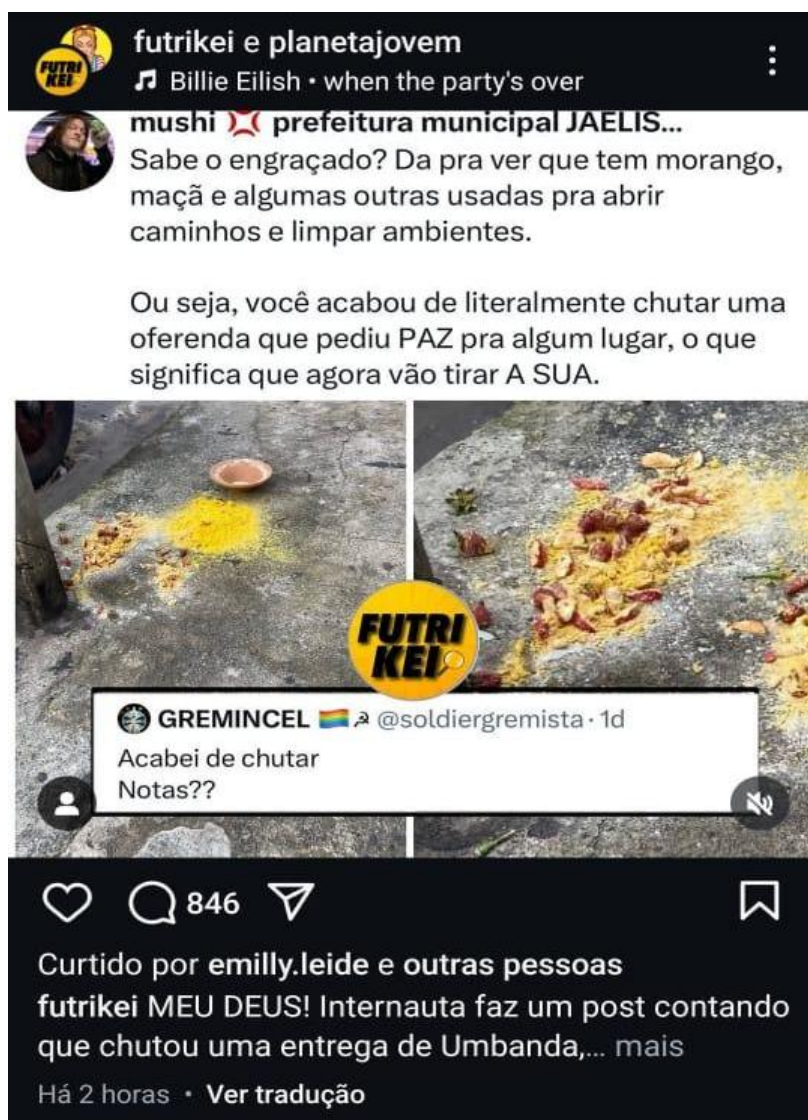 futrikei e planetajovem
Billie Eilish • when the party's over
FUTRI
KEI
mushi 💢 prefeitura municipal JAELIS...
Sabe o engraçado? Da pra ver que tem morango,
maçã e algumas outras usadas pra abrir
caminhos e limpar ambientes.
Ou seja, você acabou de literalmente chutar uma
oferenda que pediu PAZ pra algum lugar, o que
significa que agora vão tirar A SUA.
FUTRI
KEI
GREMINCEL 🏳️‍🌈 ☭ @soldiergremista · 1d
Acabei de chutar
Notas??
846
Curtido por emilly.leide e outras pessoas
futrikei MEU DEUS! Internauta faz um post contando
que chutou uma entrega de Umbanda,... mais
Há 2 horas • Ver tradução